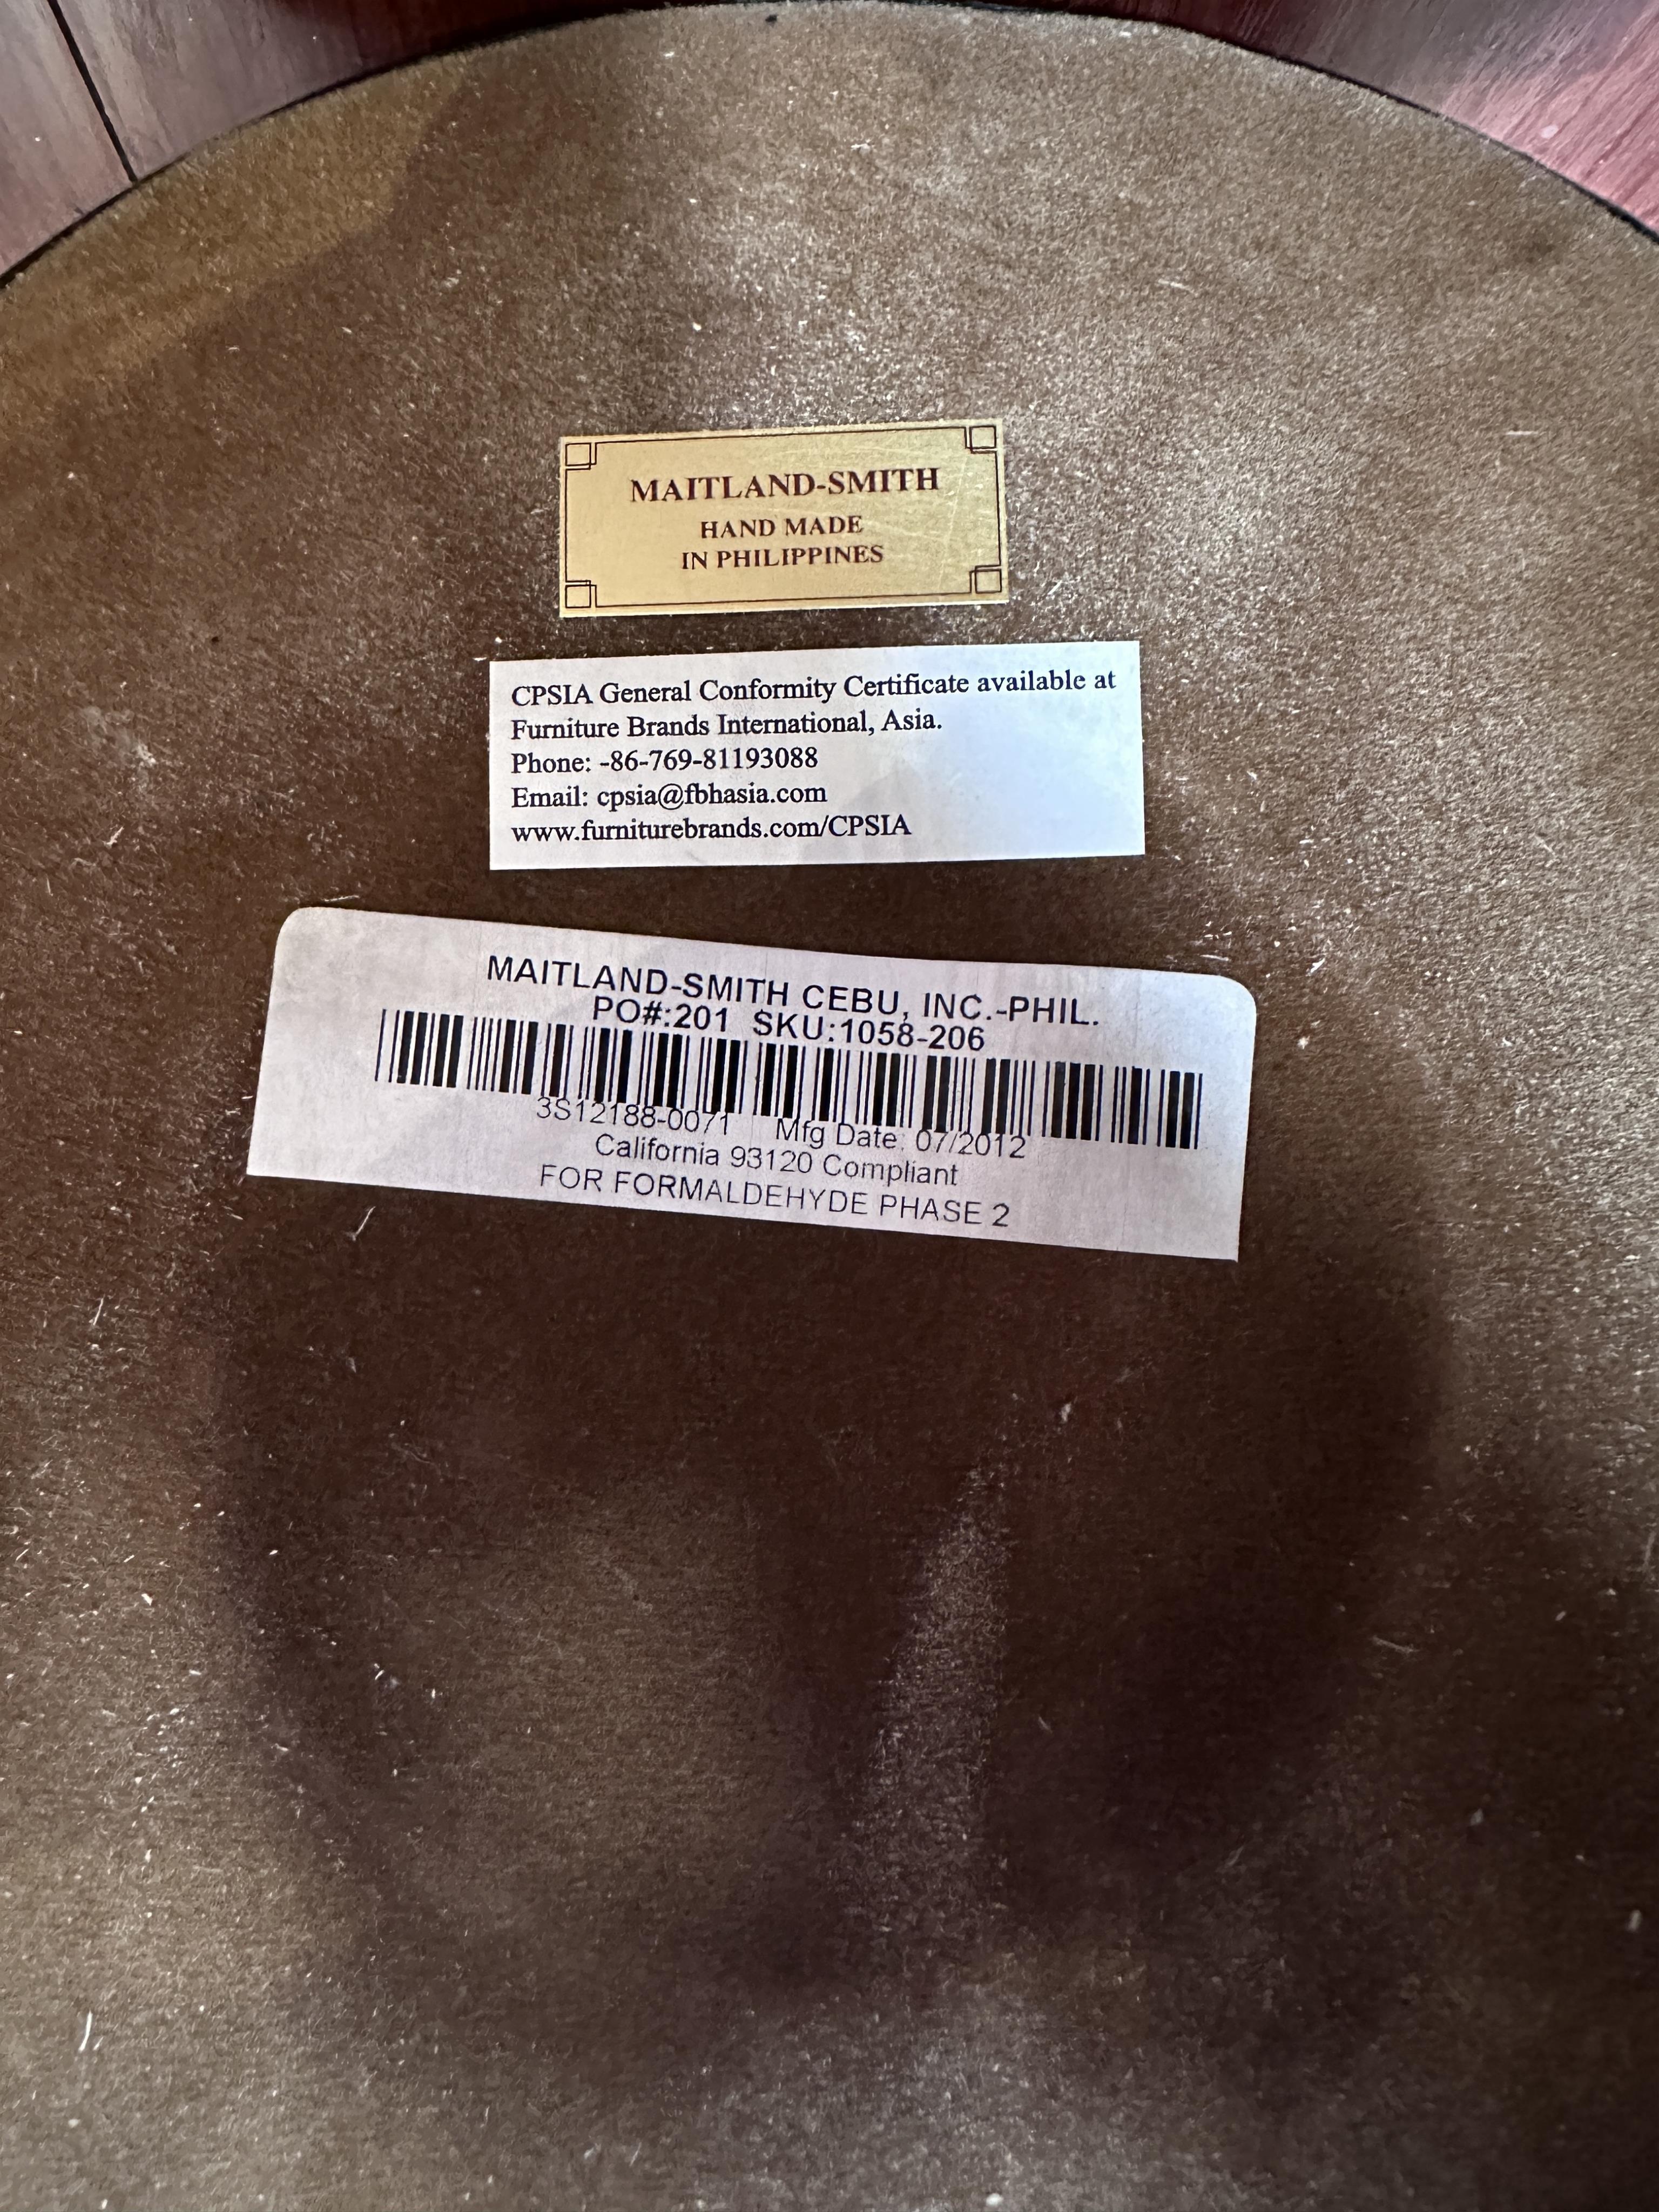 MAITLAND-SMITH
HAND MADE
IN PHILIPPINES
CPSIA General Conformity Certificate available at
Furniture Brands International, Asia.
Phone: -86-769-81193088
Email: cpsia@fbhasia.com
www.furniturebrands.com/CPSIA
MAITLAND-SMITH CEBU, INC.-PHIL.
PO#:201 SKU:1058-206
3S12188-0071 Mfg Date: 07/2012
California 93120 Compliant
FOR FORMALDEHYDE PHASE 2